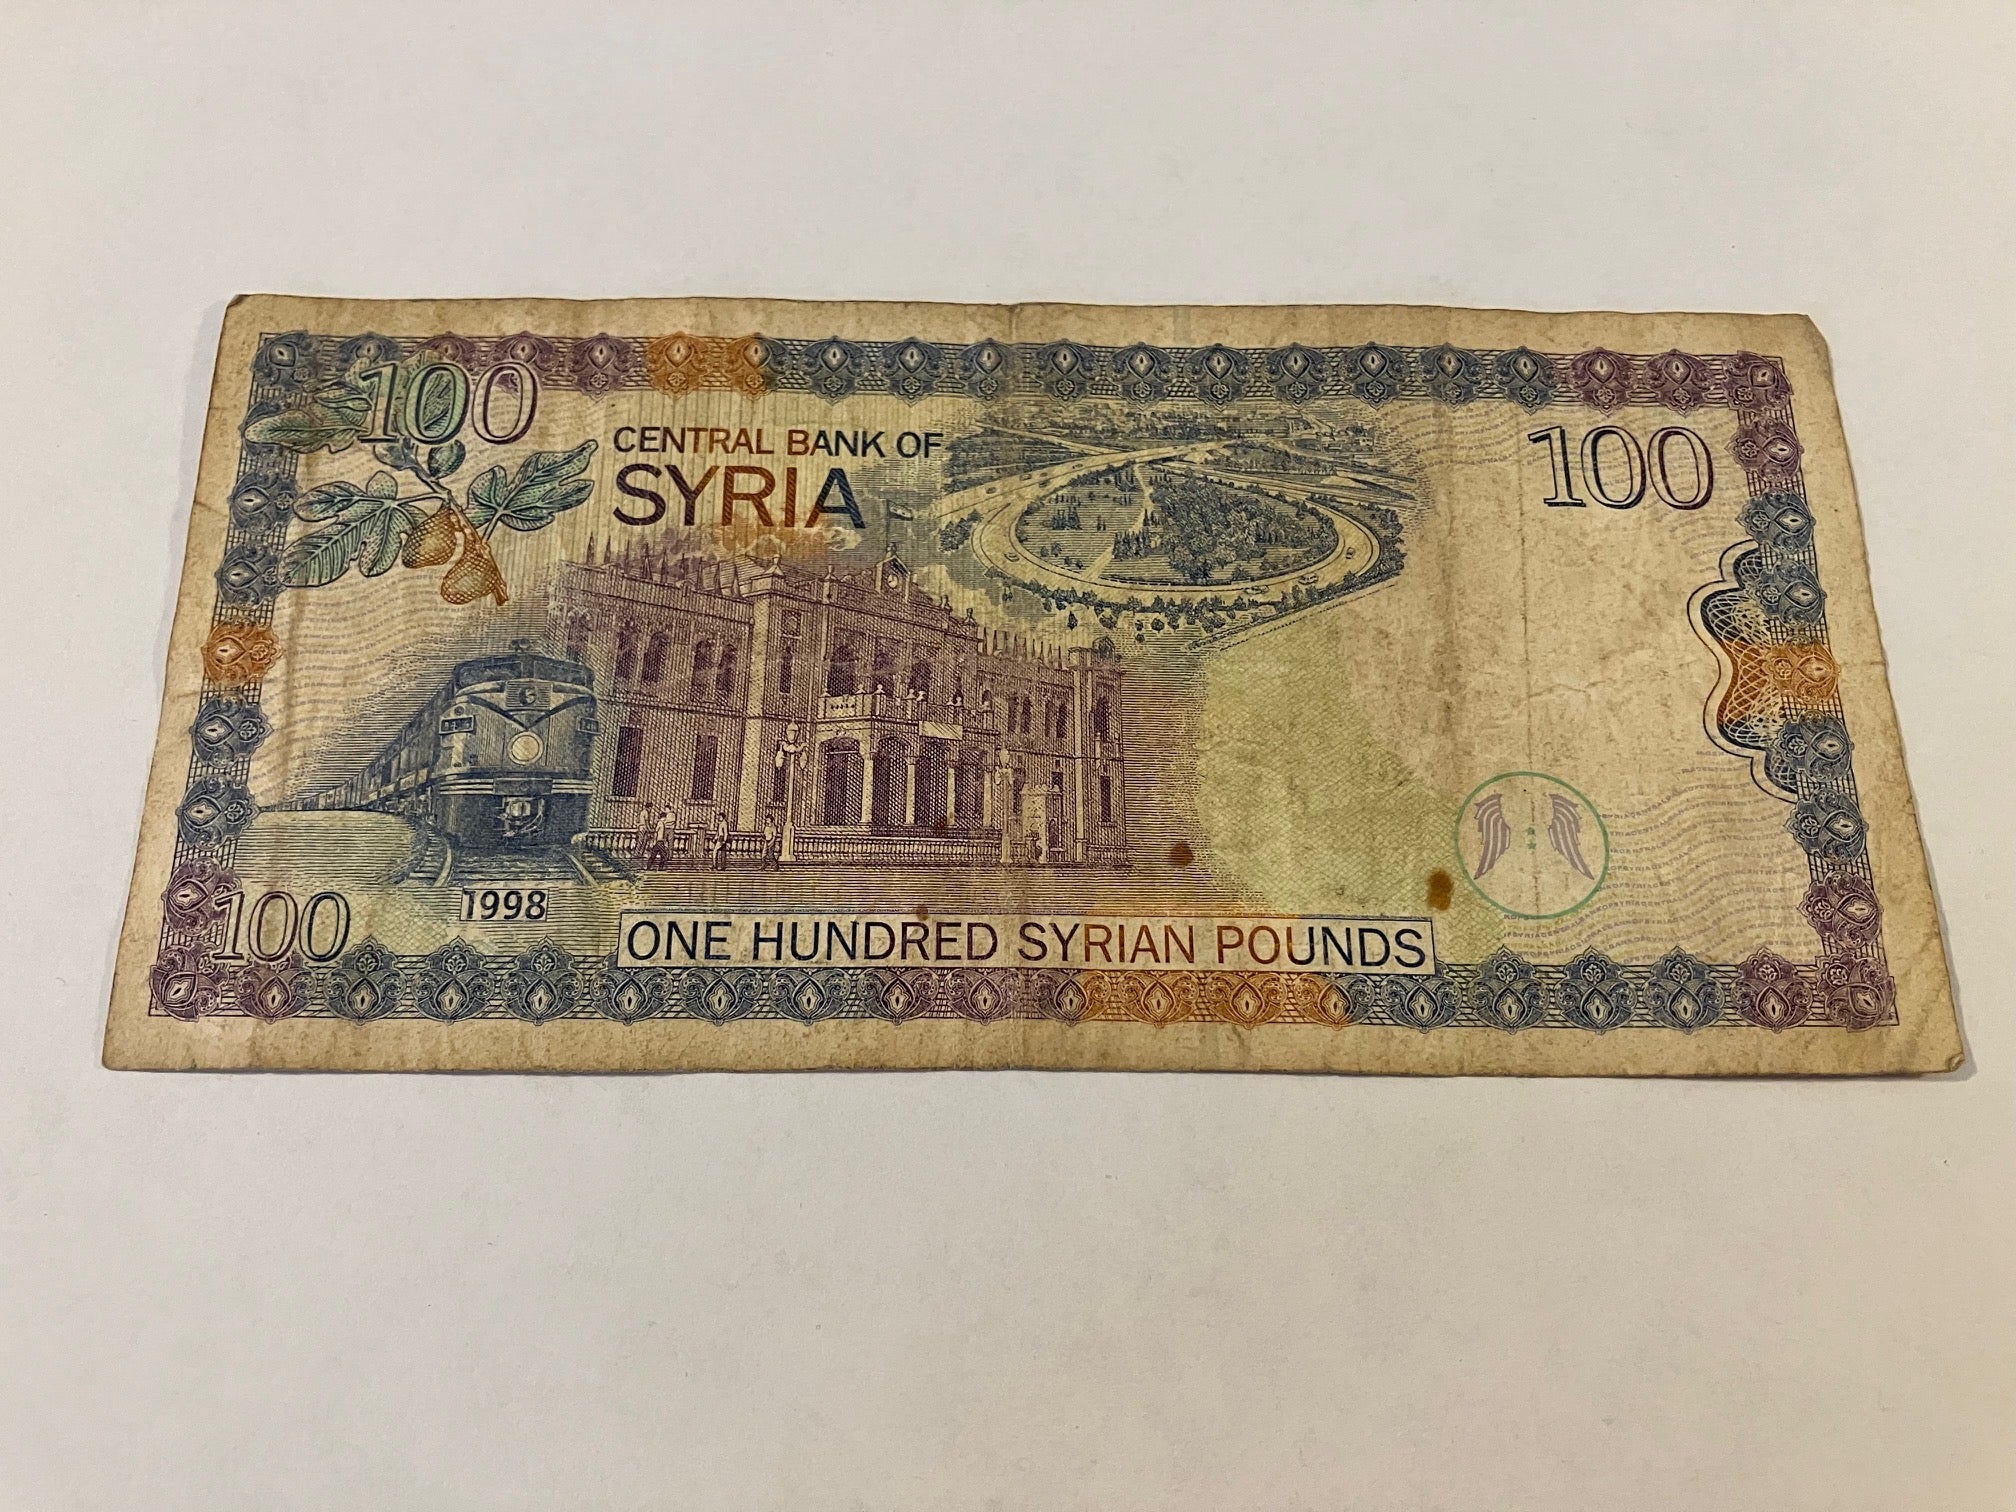 100
CENTRAL BANK OF
SYRIA
100
1998
100
ONE HUNDRED SYRIAN POUNDS